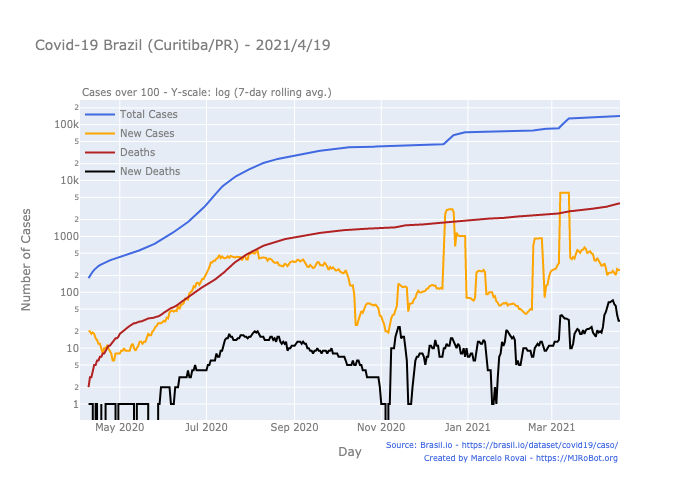 Covid-19 Brazil (Curitiba/PR) - 2021/4/19
Cases over 100 - Y-scale: log (7-day rolling avg.)
Total Cases
New Cases
Deaths
New Deaths
Number of Cases
2
100k
5
2
10k
5
2
1000
5
2
100
5
2
10
5
2
1
May 2020
Jul 2020
Sep 2020
Nov 2020
Jan 2021
Mar 2021
Day
Source: Brasil.io - https://brasil.io/dataset/covid19/caso/
Created by Marcelo Rovai - https://MJRoBot.org